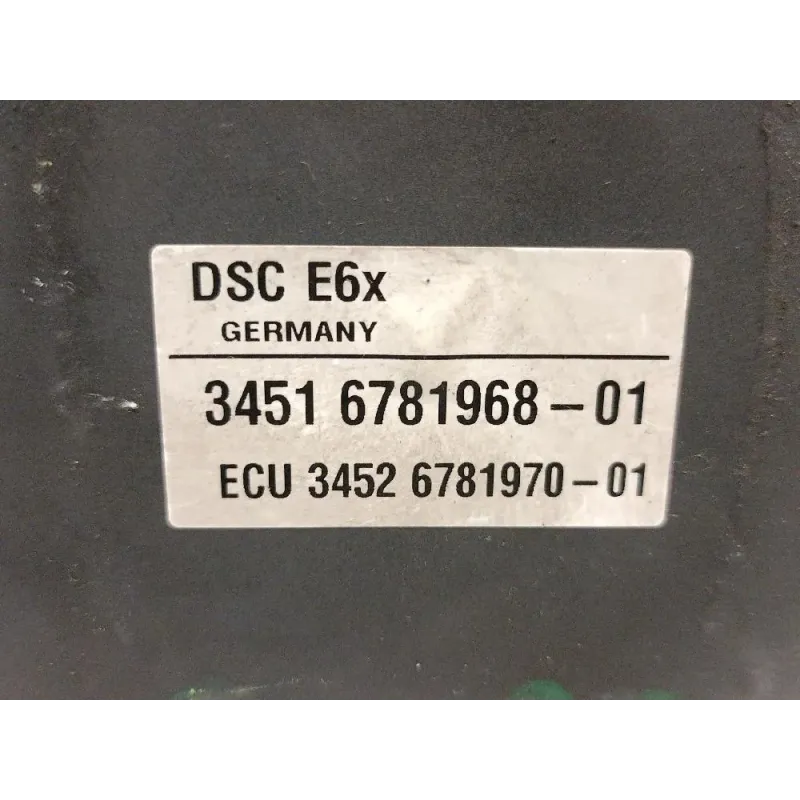 DSC E6x
GERMANY
3451 6781968-01
ECU 3452 6781970-01